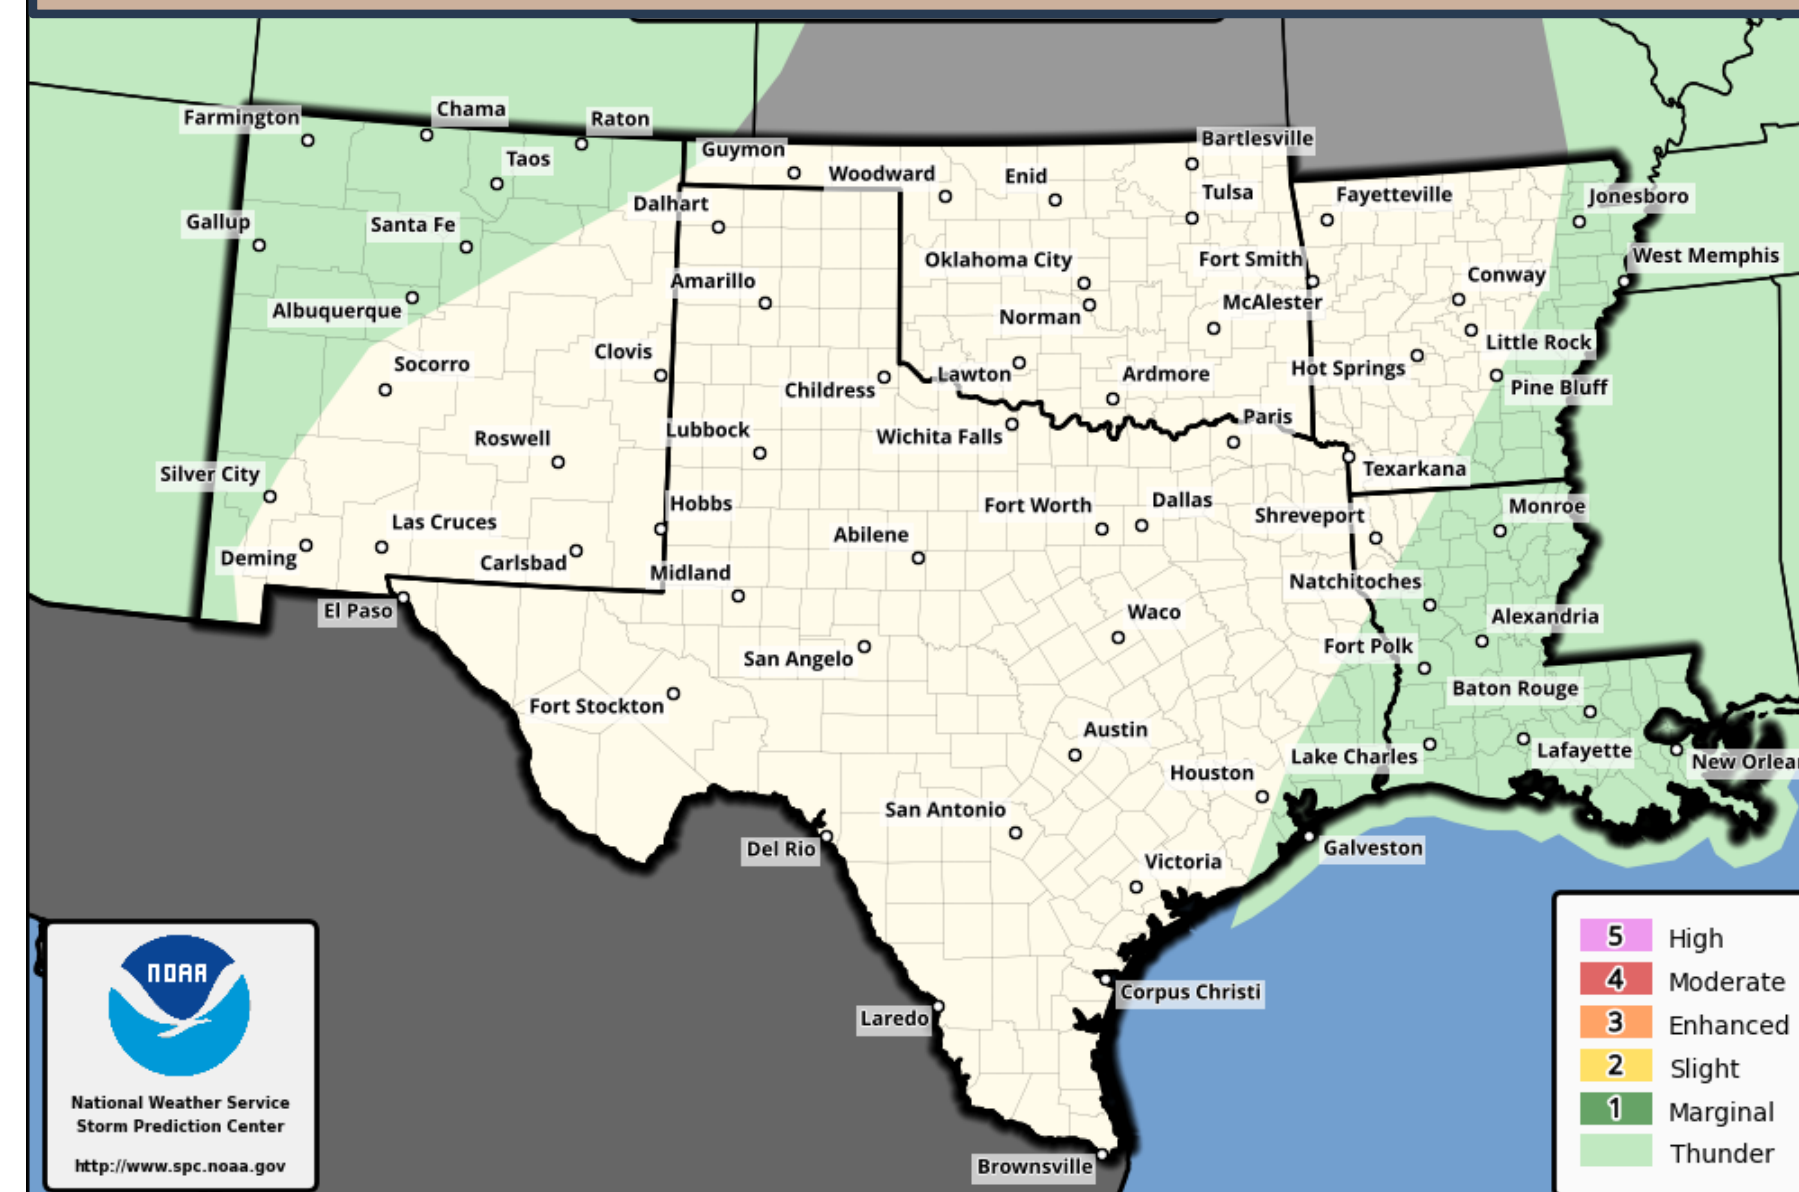 Farmington
Chama
Raton
Taos
Guymon
Woodward
Enid
Bartlesville
Tulsa
Fayetteville
Jonesboro
Gallup
Santa Fe
Dalhart
Albuquerque
Amarillo
Oklahoma City
Norman
Fort Smith
McAlester
Conway
West Memphis
Socorro
Clovis
Childress
Lawton
Ardmore
Hot Springs
Little Rock
Pine Bluff
Roswell
Lubbock
Wichita Falls
Paris
Texarkana
Silver City
Hobbs
Las Cruces
Deming
Carlsbad
Midland
Abilene
Fort Worth
Dallas
Shreveport
Monroe
El Paso
Natchitoches
Alexandria
Waco
San Angelo
Fort Polk
Fort Stockton
Baton Rouge
Austin
Houston
Lake Charles
Lafayette
New Orlea
San Antonio
Del Rio
Galveston
Victoria
Corpus Christi
Laredo
Brownsville
NOAA
National Weather Service
Storm Prediction Center
http://www.spc.noaa.gov
5 High
4 Moderate
3 Enhanced
2 Slight
1 Marginal
Thunder